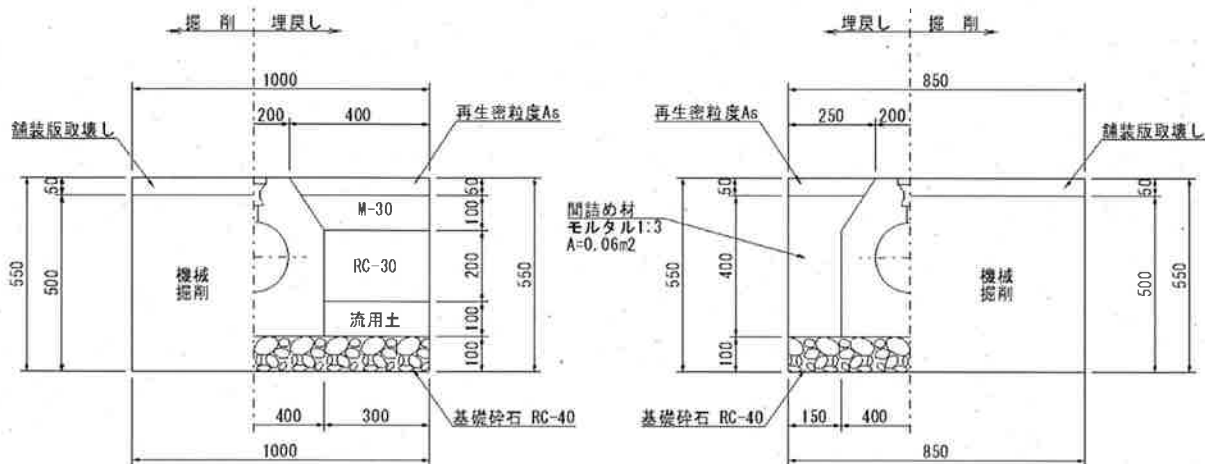 掘 削 埋戻し
1000
200 400
再生密粒度As
舗装版取壊し
50
500
550
機械
掘削
M-30
RC-30
流用土
50
100
200
100
100
550
400 300
基礎砕石 RC-40
1000
埋戻し 掘 削
850
250 200
再生密粒度As
舗装版取壊し
間詰め材
モルタル1:3
A=0.06m2
550
50
400
100
機械
掘削
50
500
550
基礎砕石 RC-40
150 400
850